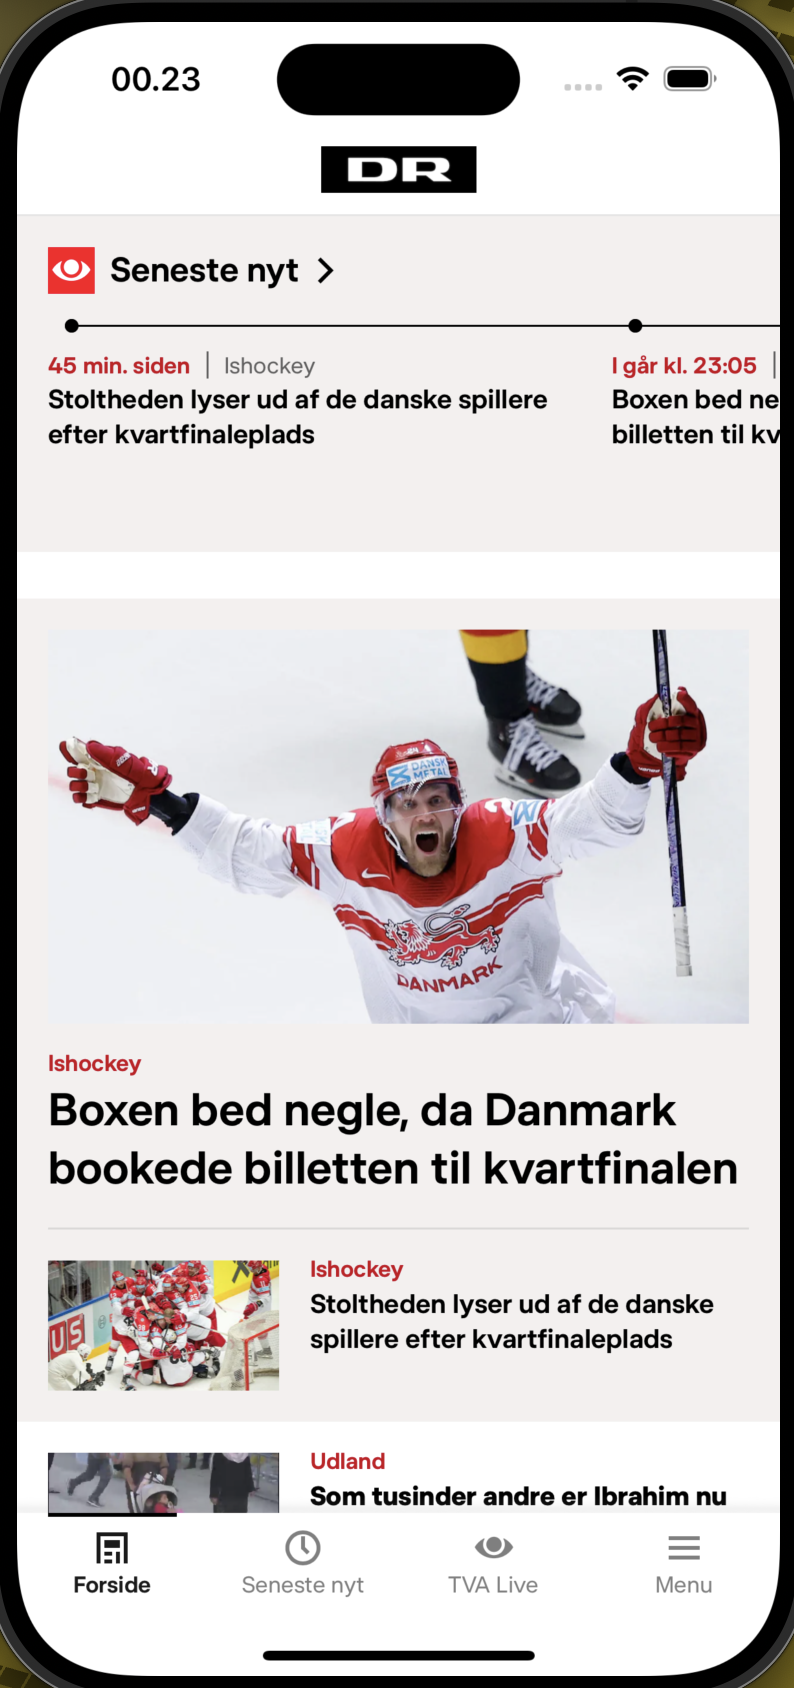 00.23
DR
Seneste nyt
45 min. siden | Ishockey
Stoltheden lyser ud af de danske spillere
efter kvartfinaleplads
I går kl. 23:05 |
Boxen bed ne
billetten til kv
DANSK
METAL
DANMARK
Ishockey
Boxen bed negle, da Danmark
bookede billetten til kvartfinalen
US
Ishockey
Stoltheden lyser ud af de danske
spillere efter kvartfinaleplads
Udland
Som tusinder andre er Ibrahim nu
Forside
Seneste nyt
TVA Live
Menu